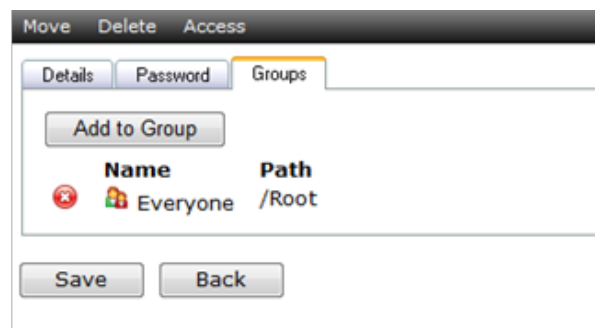 Move Delete Access
Details Password Groups
Add to Group
Name Path
Everyone /Root
Save Back